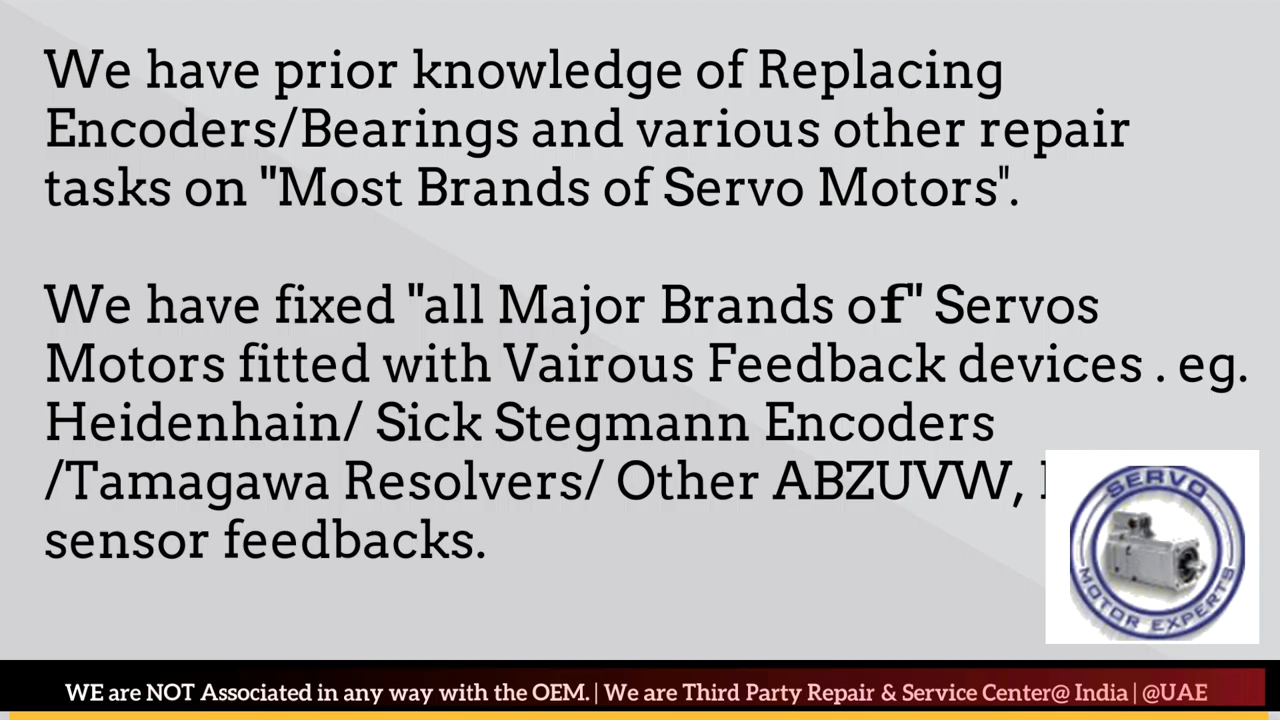 We have prior knowledge of Replacing
Encoders/Bearings and various other repair
tasks on "Most Brands of Servo Motors".
We have fixed "all Major Brands of" Servos
Motors fitted with Vairous Feedback devices . eg.
Heidenhain/ Sick Stegmann Encoders
/Tamagawa Resolvers/ Other ABZUVW,
sensor feedbacks.
SERVO
MOTOR EXPERTS
WE are NOT Associated in any way with the OEM. | We are Third Party Repair & Service Center@ India | @UAE